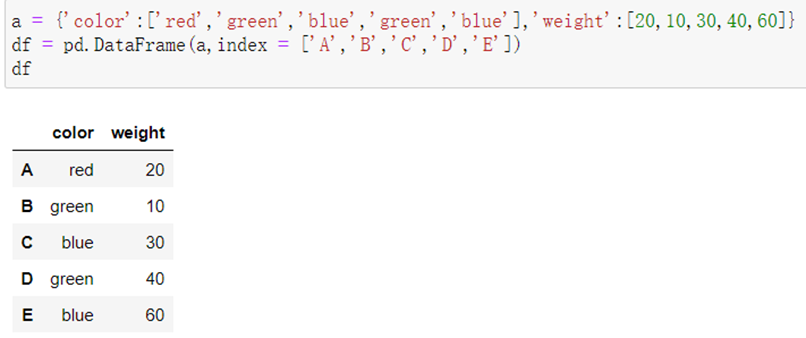 a = {'color':['red','green','blue','green','blue'],'weight':[20,10,30,40,60]}
df = pd.DataFrame(a,index = ['A','B','C','D','E'])
df
color weight
A red 20
B green 10
C blue 30
D green 40
E blue 60